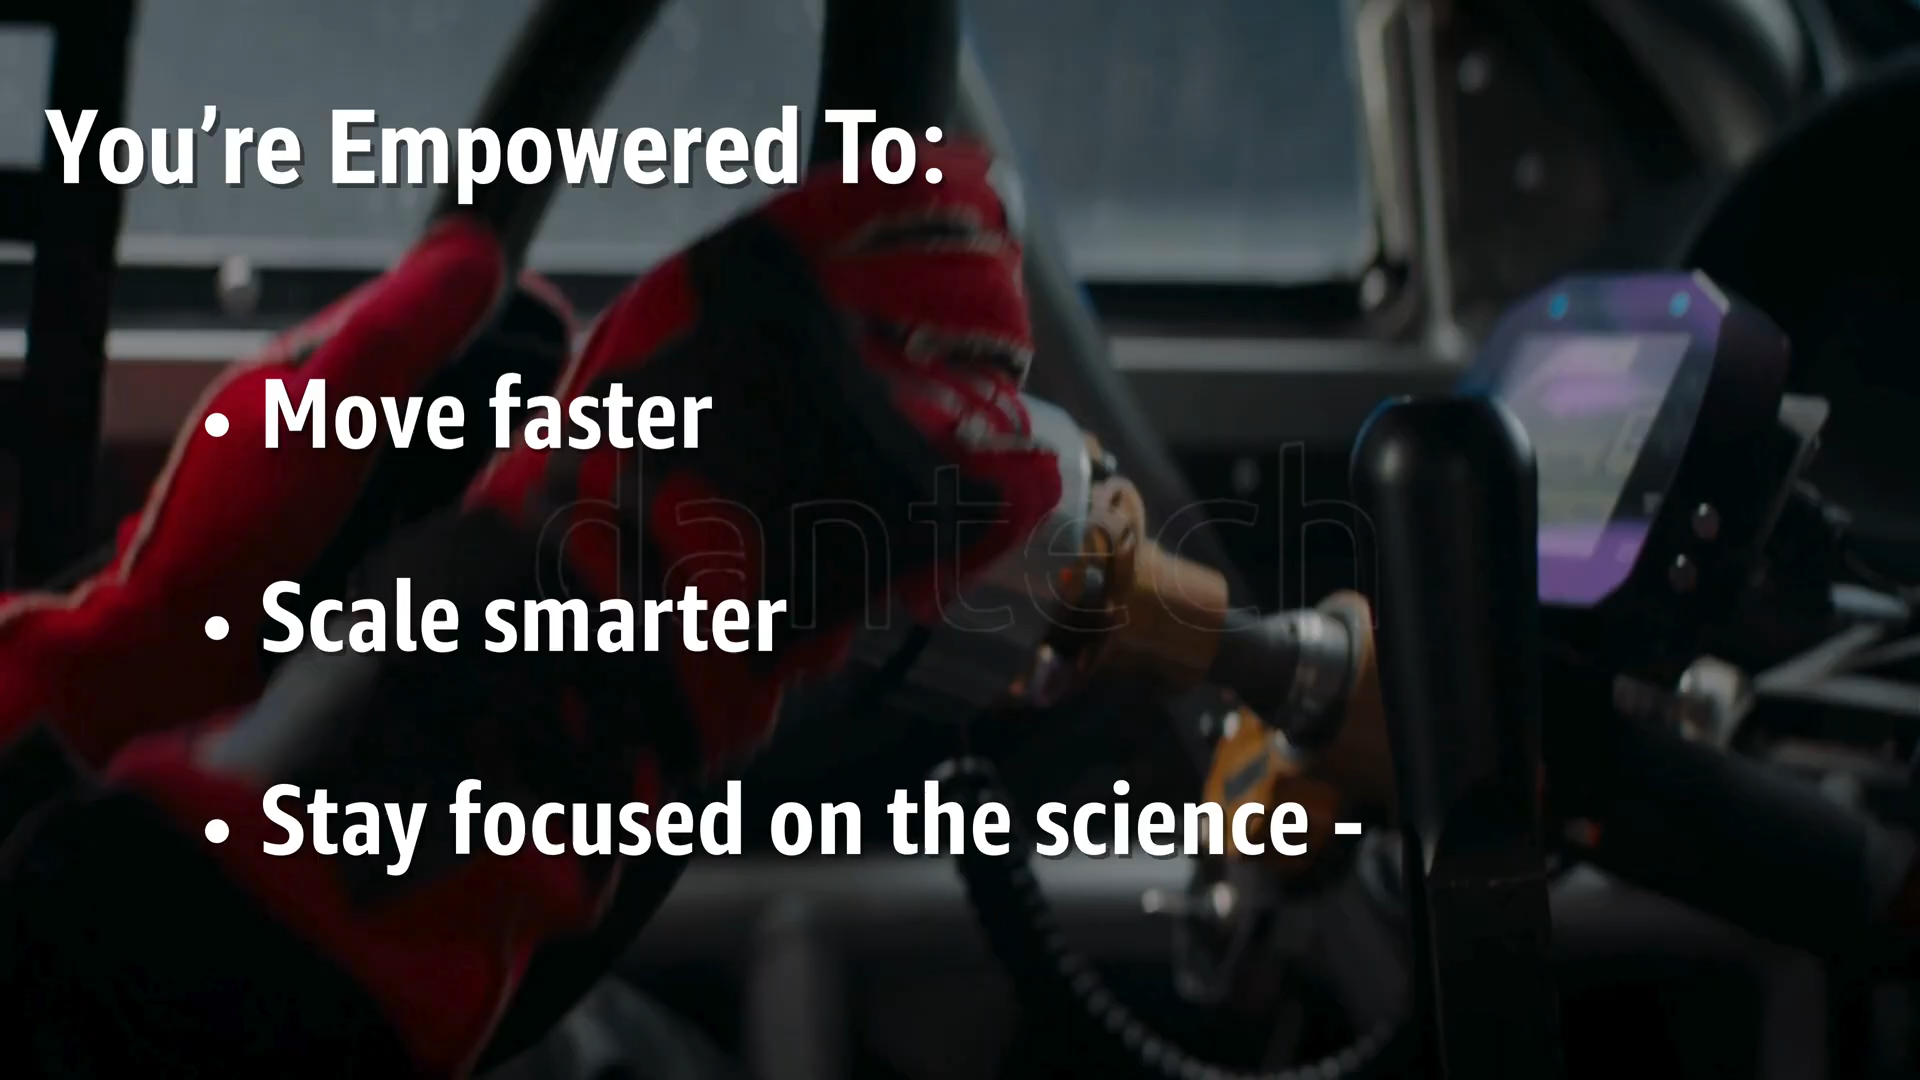 You’re Empowered To:
• Move faster
dantech
• Scale smarter
• Stay focused on the science -